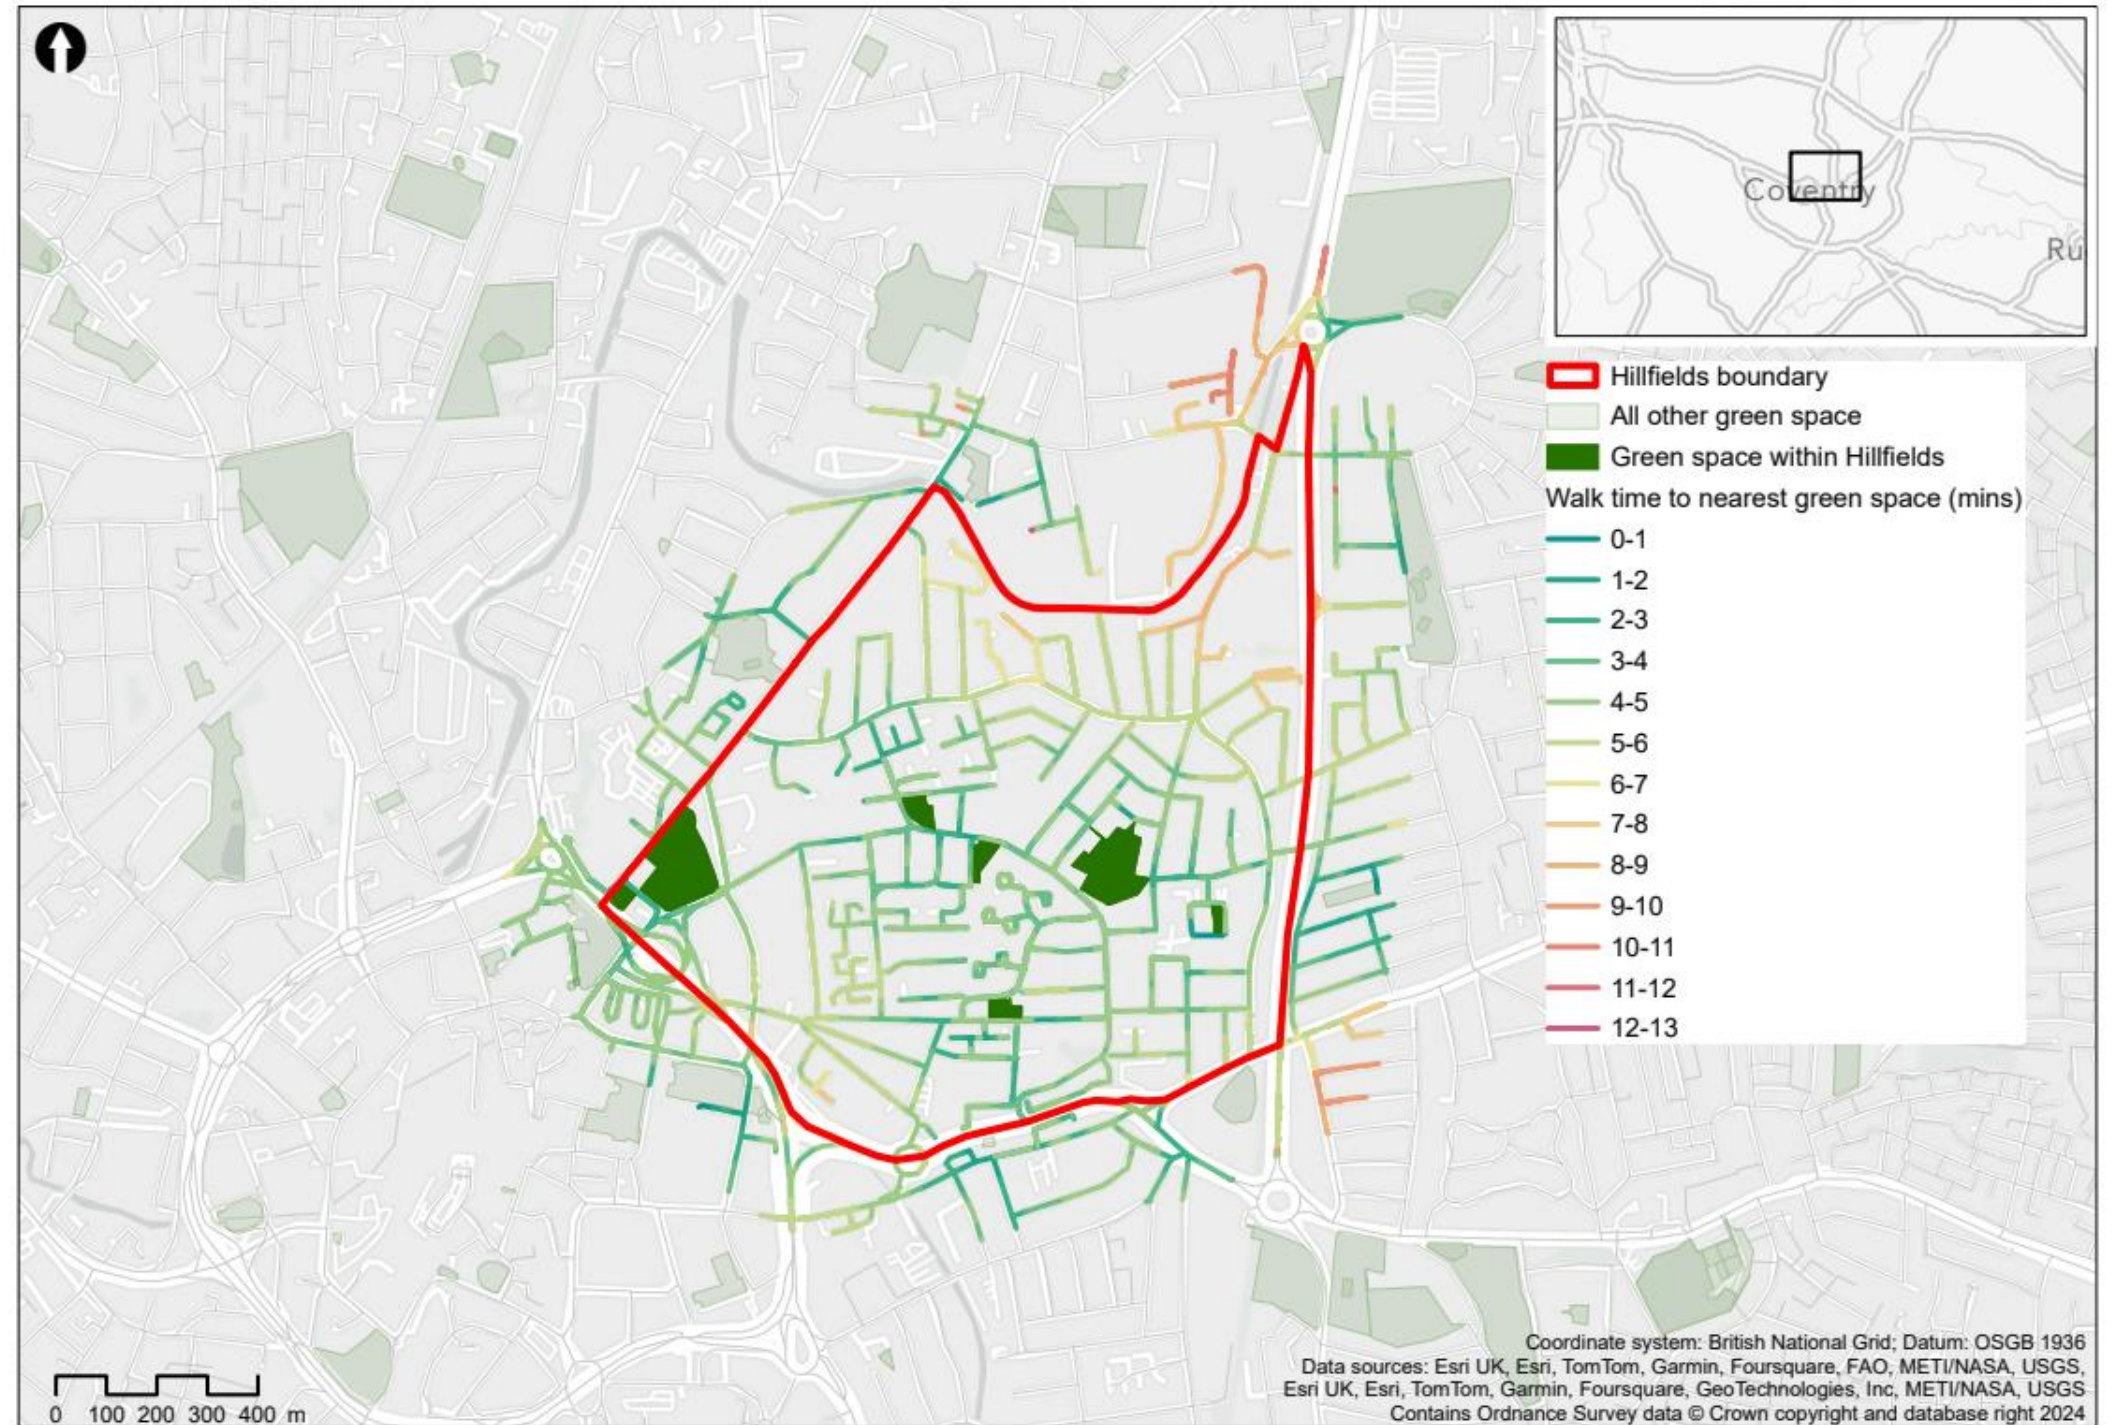 Coventry
Ru
Hillfields boundary
All other green space
Green space within Hillfields
Walk time to nearest green space (mins)
0-1
1-2
2-3
3-4
4-5
5-6
6-7
7-8
8-9
9-10
10-11
11-12
12-13
0 100 200 300 400 m
Coordinate system: British National Grid; Datum: OSGB 1936
Data sources: Esri UK, Esri, TomTom, Garmin, Foursquare, FAO, METI/NASA, USGS,
Esri UK, Esri, TomTom, Garmin, Foursquare, GeoTechnologies, Inc, METI/NASA, USGS
Contains Ordnance Survey data © Crown copyright and database right 2024